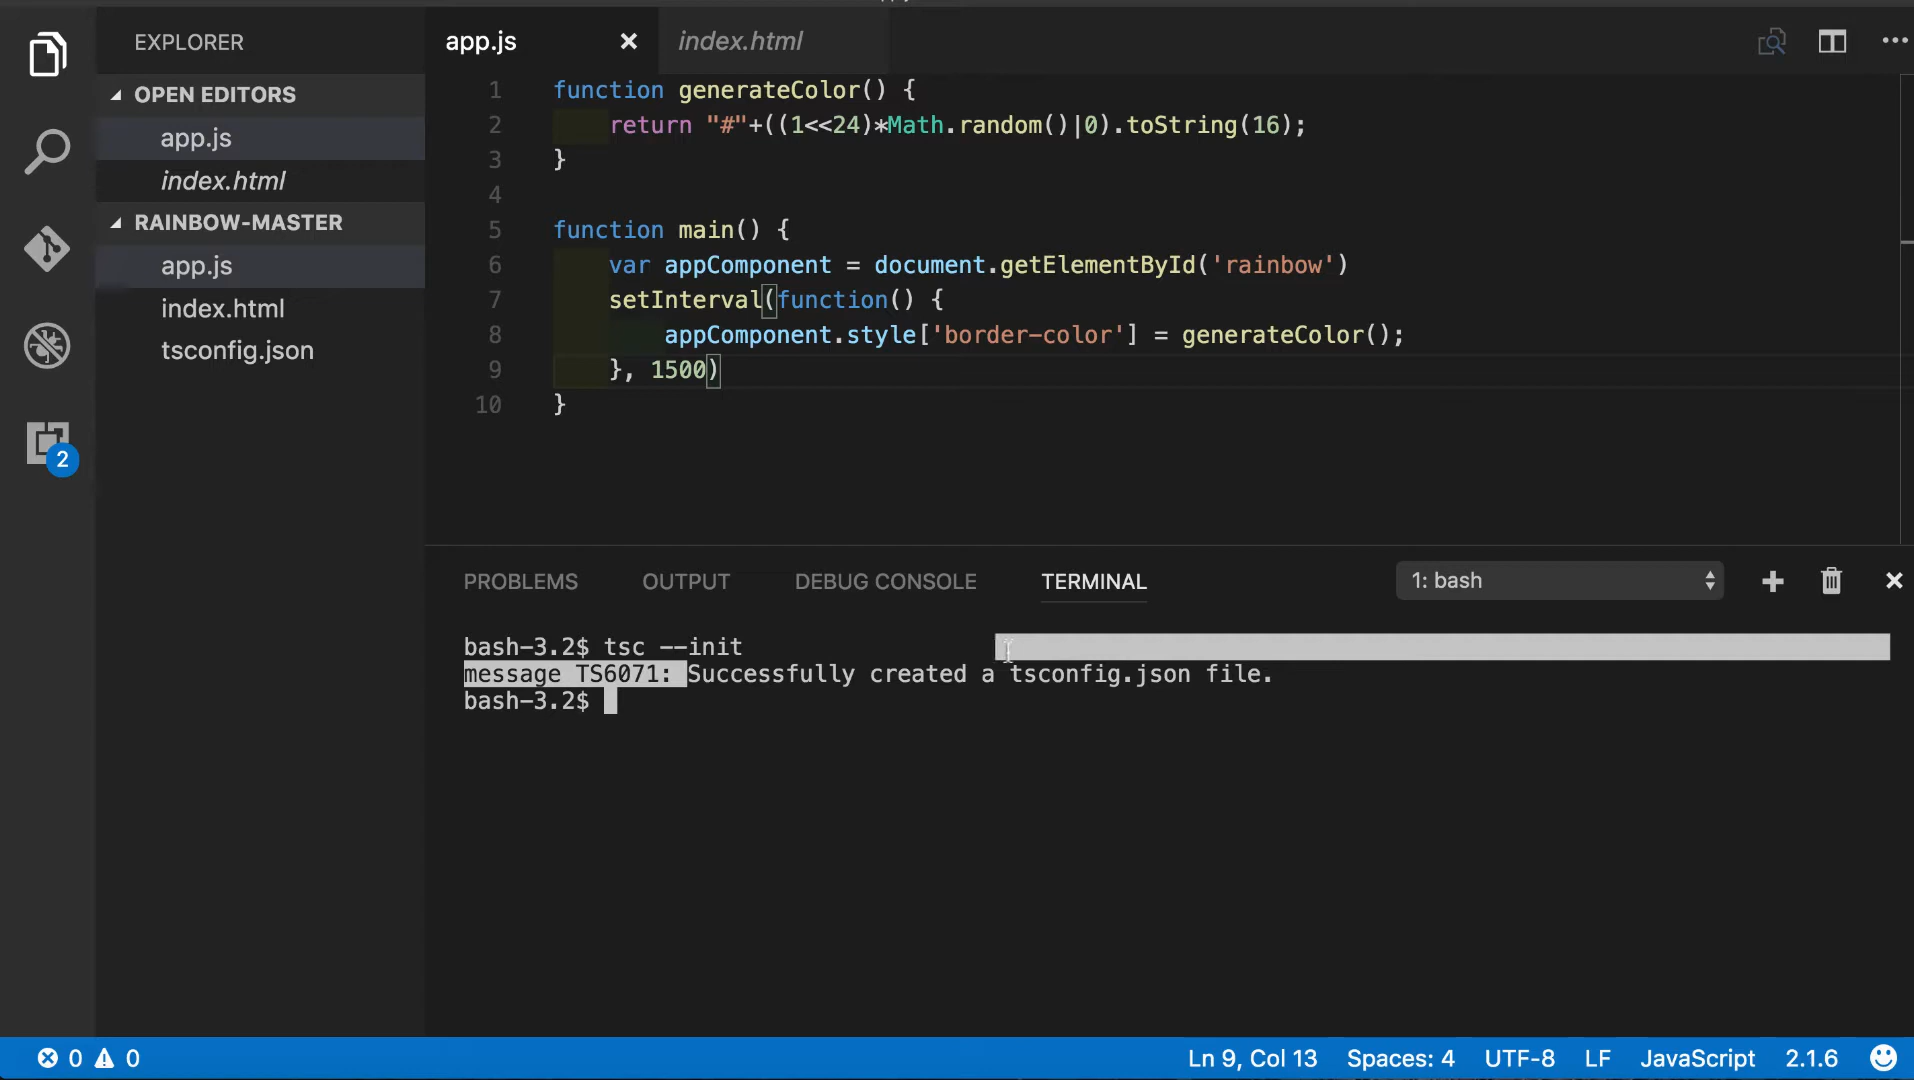 EXPLORER
OPEN EDITORS
app.js
index.html
RAINBOW-MASTER
app.js
index.html
tsconfig.json
2
app.js
index.html
1 function generateColor() {
2     return "#"+((1<<24)*Math.random()|0).toString(16);
3 }
4
5 function main() {
6     var appComponent = document.getElementById('rainbow')
7     setInterval(function() {
8         appComponent.style['border-color'] = generateColor();
9     }, 1500)
10 }
PROBLEMS OUTPUT DEBUG CONSOLE TERMINAL 1: bash
bash-3.2$ tsc --init
message TS6071: Successfully created a tsconfig.json file.
bash-3.2$
0 0 Ln 9, Col 13 Spaces: 4 UTF-8 LF JavaScript 2.1.6